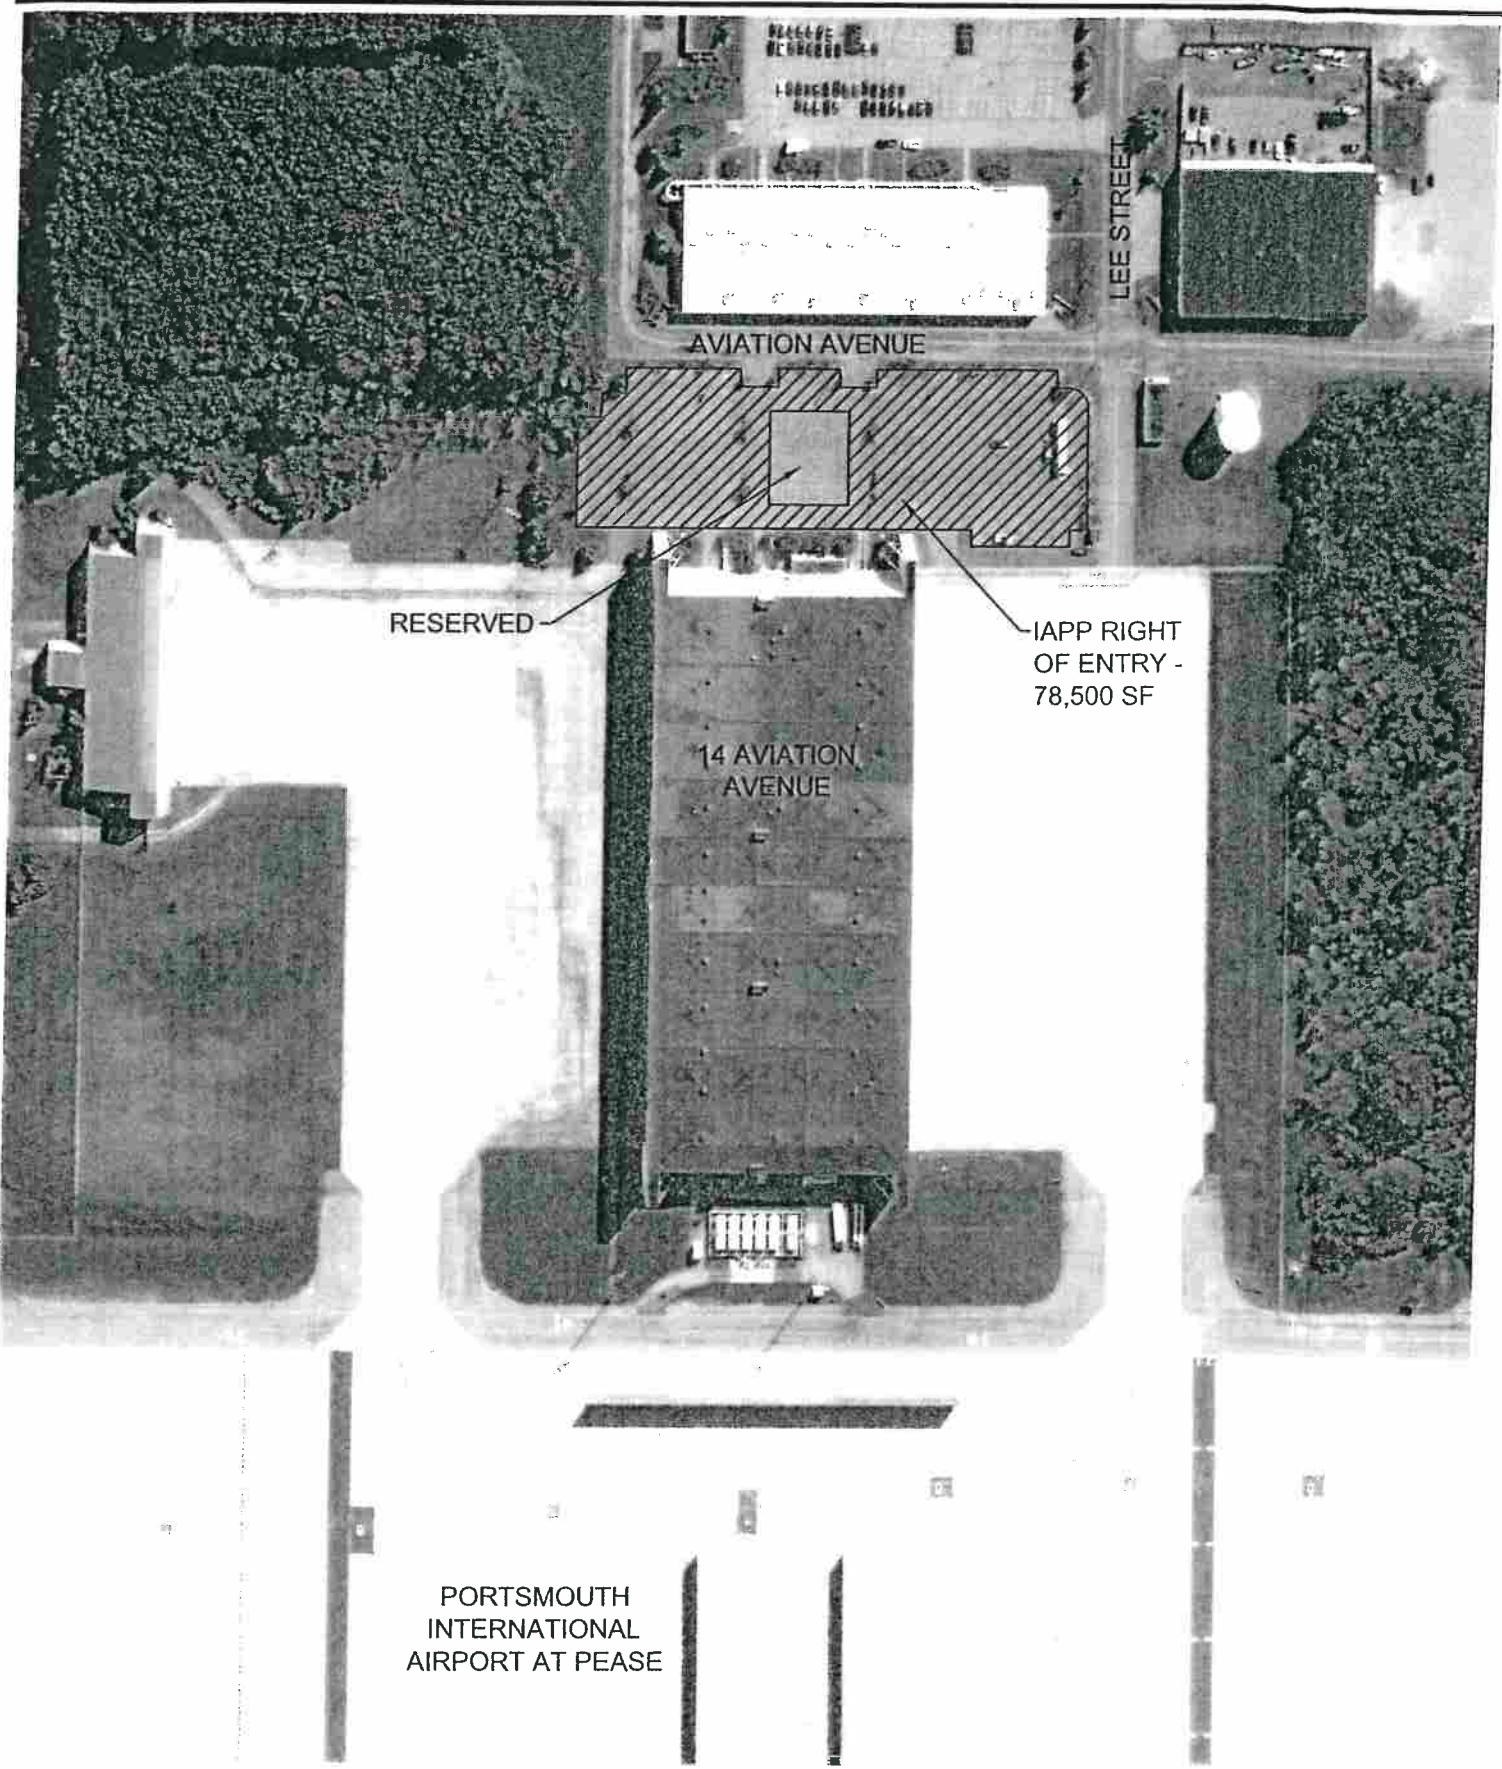 LEE STREET
AVIATION AVENUE
RESERVED
IAPP RIGHT
OF ENTRY -
78,500 SF
14 AVIATION
AVENUE
PORTSMOUTH
INTERNATIONAL
AIRPORT AT PEASE